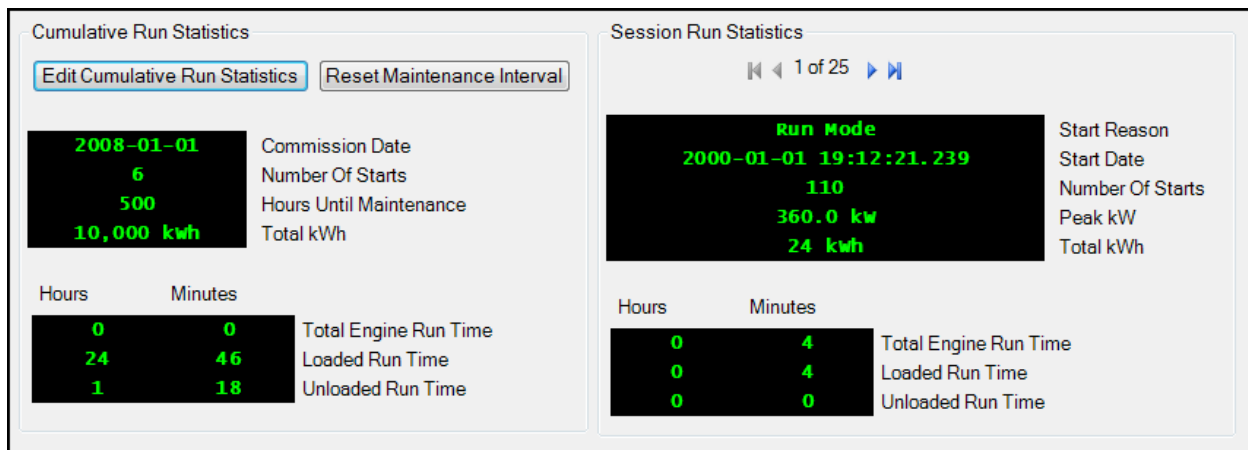 Cumulative Run Statistics
Edit Cumulative Run Statistics Reset Maintenance Interval
2008-01-01 Commission Date
6 Number Of Starts
500 Hours Until Maintenance
10,000 kWh Total kWh
Hours Minutes
0 0 Total Engine Run Time
24 46 Loaded Run Time
1 18 Unloaded Run Time
Session Run Statistics
1 of 25
Run Mode Start Reason
2000-01-01 19:12:21.239 Start Date
110 Number Of Starts
360.0 kW Peak kW
24 kWh Total kWh
Hours Minutes
0 4 Total Engine Run Time
0 4 Loaded Run Time
0 0 Unloaded Run Time